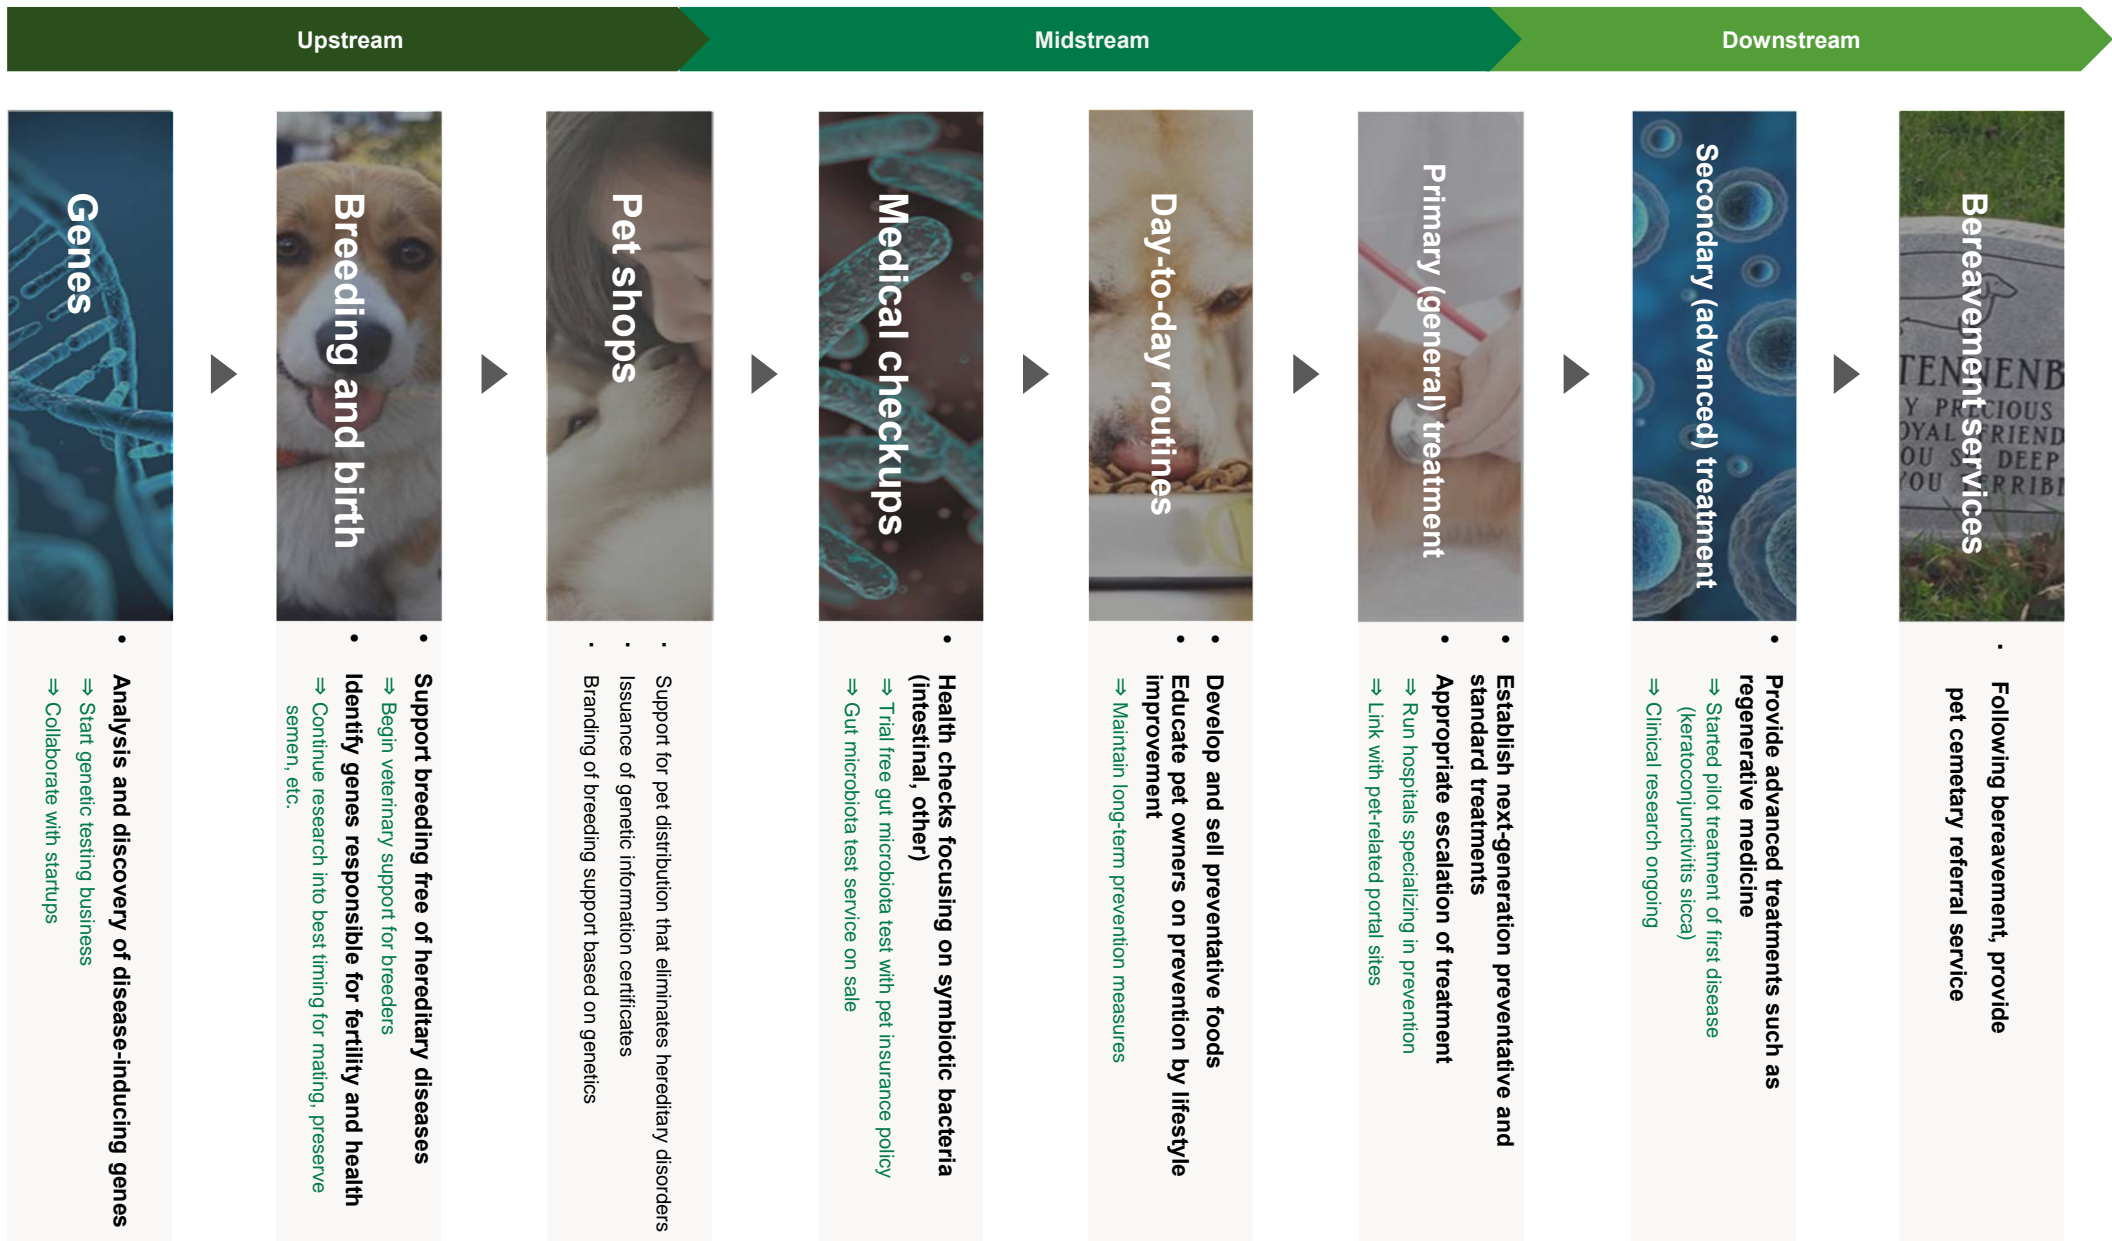 Upstream
Midstream
Downstream
Genes
• Analysis and discovery of disease-inducing genes
⇒ Start genetic testing business
⇒ Collaborate with startups
Breeding and birth
• Support breeding free of hereditary diseases
⇒ Begin veterinary support for breeders
• Identify genes responsible for fertility and health
⇒ Continue research into best timing for mating, preserve
semen, etc.
Pet shops
· Support for pet distribution that eliminates hereditary disorders
· Issuance of genetic information certificates
· Branding of breeding support based on genetics
Medical checkups
• Health checks focusing on symbiotic bacteria
(intestinal, other)
⇒ Trial free gut microbiota test with pet insurance policy
⇒ Gut microbiota test service on sale
Day-to-day routines
• Develop and sell preventative foods
• Educate pet owners on prevention by lifestyle
improvement
⇒ Maintain long-term prevention measures
Primary (general) treatment
• Establish next-generation preventative and
standard treatments
• Appropriate escalation of treatment
⇒ Run hospitals specializing in prevention
⇒ Link with pet-related portal sites
Secondary (advanced) treatment
• Provide advanced treatments such as
regenerative medicine
⇒ Started pilot treatment of first disease
(keratoconjunctivitis sicca)
⇒ Clinical research ongoing
Bereavement services
PRECIOUS
FRIEND
DEEP
YOU
· Following bereavement, provide
pet cemetary referral service